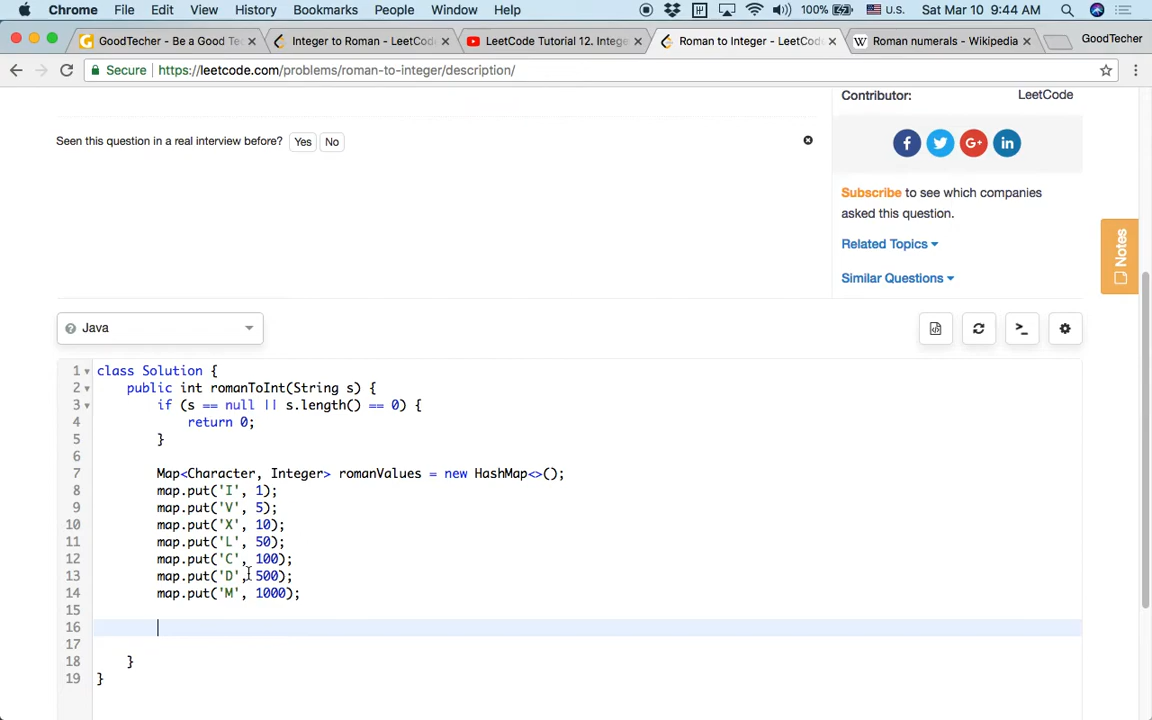 Chrome File Edit View History Bookmarks People Window Help 100% U.S. Sat Mar 10 9:44 AM
GoodTecher - Be a Good Te
Integer to Roman - LeetCod
LeetCode Tutorial 12. Intege
Roman to Integer - LeetCod
Roman numerals - Wikipedia
GoodTecher
Secure https://leetcode.com/problems/roman-to-integer/description/
Contributor: LeetCode
Seen this question in a real interview before? Yes No
Subscribe to see which companies
asked this question.
Related Topics
Similar Questions
Notes
Java
1 class Solution {
2 public int romanToInt(String s) {
3 if (s == null || s.length() == 0) {
4 return 0;
5 }
6
7 Map<Character, Integer> romanValues = new HashMap<>();
8 map.put('I', 1);
9 map.put('V', 5);
10 map.put('X', 10);
11 map.put('L', 50);
12 map.put('C', 100);
13 map.put('D', 500);
14 map.put('M', 1000);
15
16
17
18 }
19 }